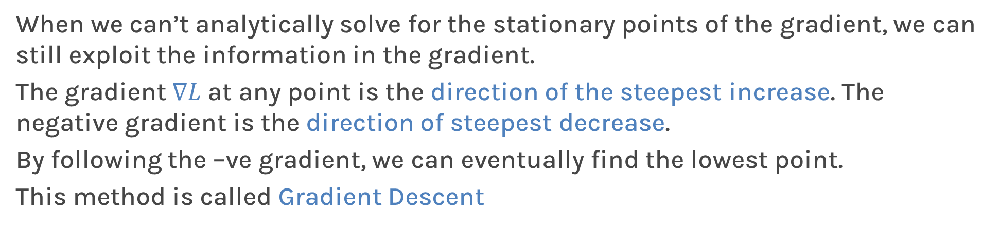 When we can’t analytically solve for the stationary points of the gradient, we can
still exploit the information in the gradient.
The gradient ∇L at any point is the direction of the steepest increase. The
negative gradient is the direction of steepest decrease.
By following the –ve gradient, we can eventually find the lowest point.
This method is called Gradient Descent